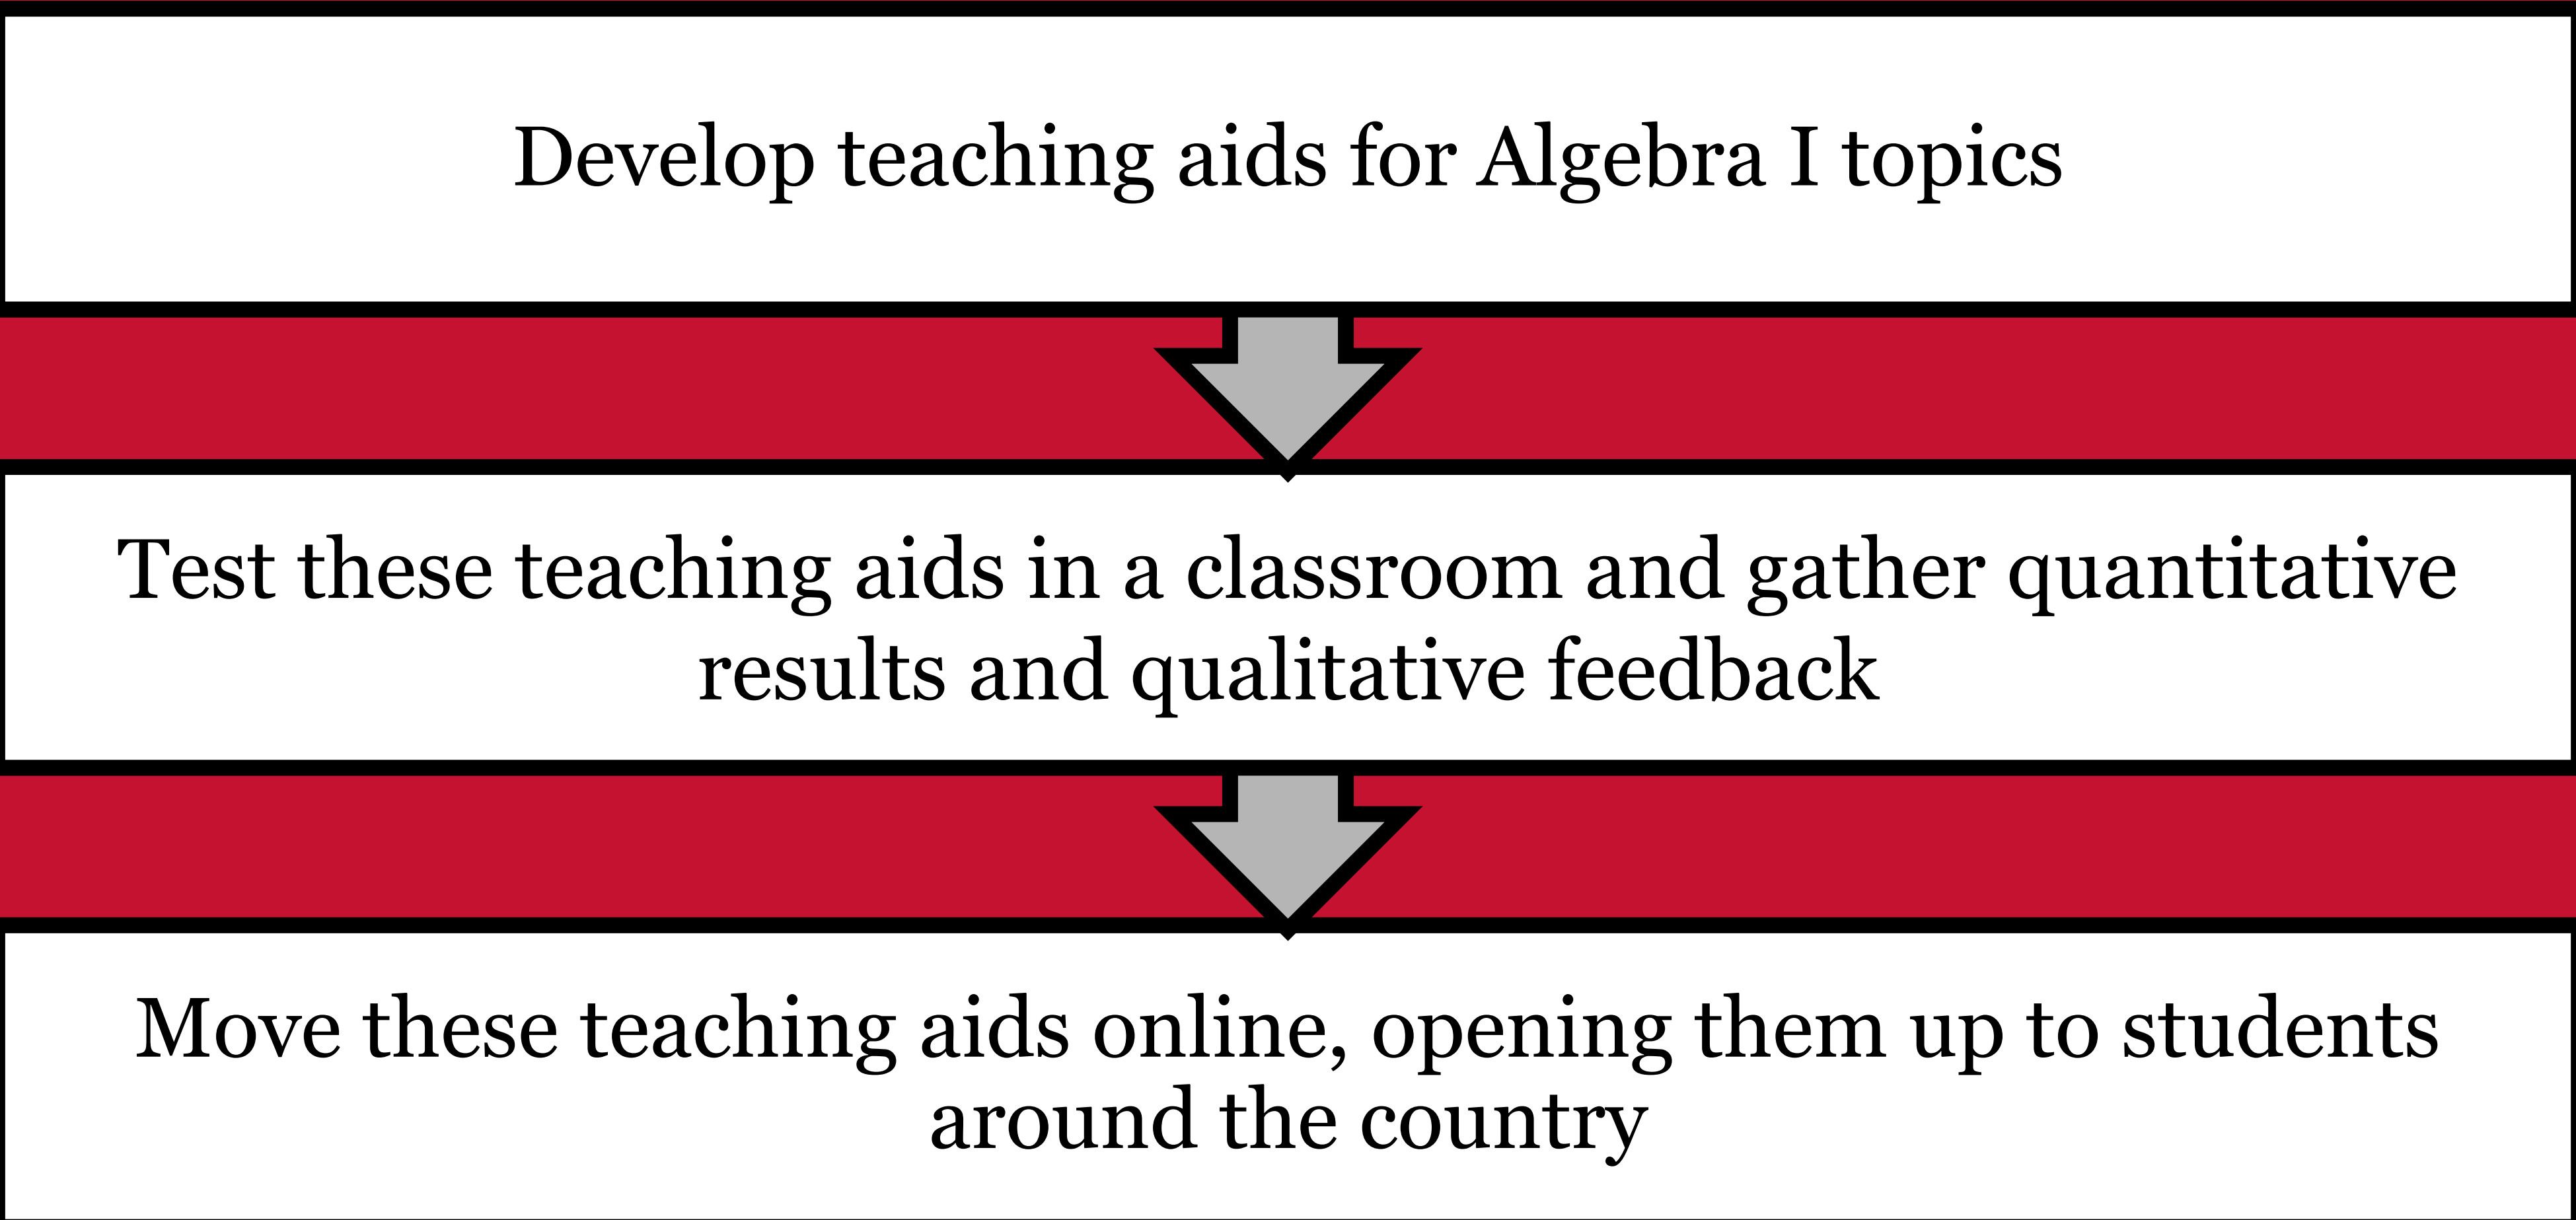 Develop teaching aids for Algebra I topics
Test these teaching aids in a classroom and gather quantitative
results and qualitative feedback
Move these teaching aids online, opening them up to students
around the country